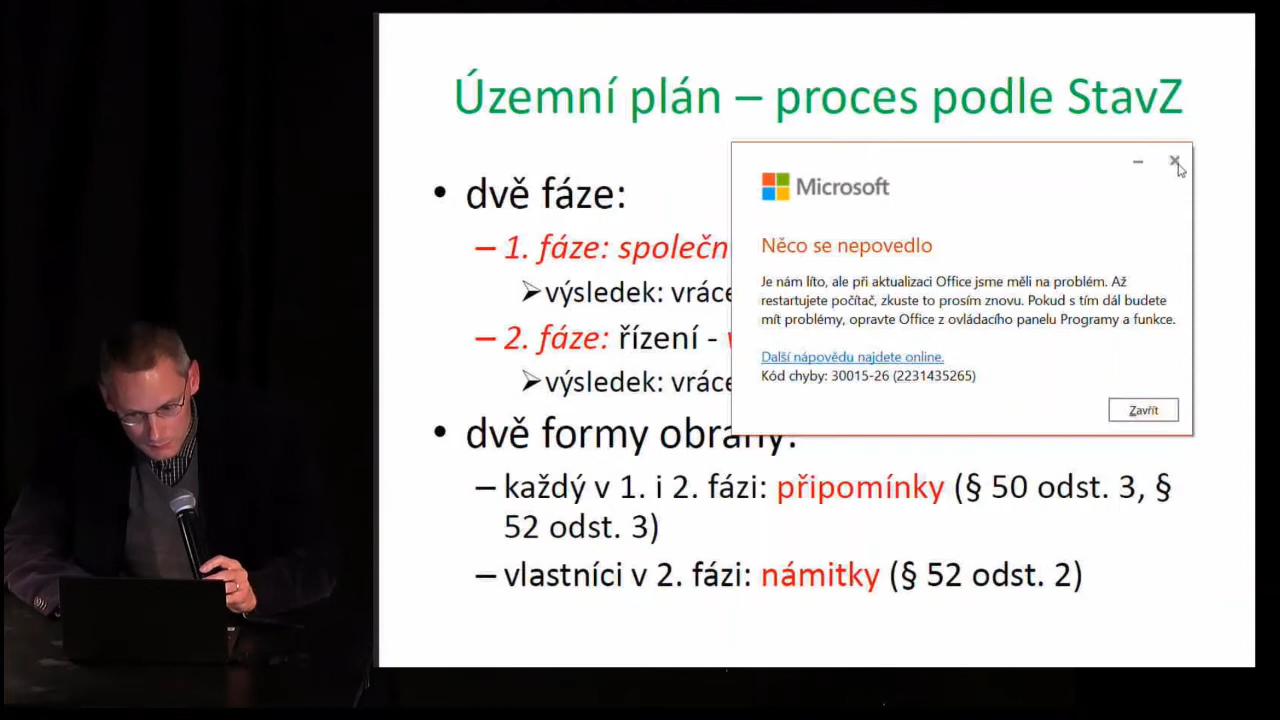 Územní plán – proces podle StavZ
• dvě fáze:
– 1. fáze: společn
➢výsledek: vráce
– 2. fáze: řízení -
➢výsledek: vráce
• dvě formy obrany:
– každý v 1. i 2. fázi: připomínky (§ 50 odst. 3, §
52 odst. 3)
– vlastníci v 2. fázi: námitky (§ 52 odst. 2)
Microsoft
Něco se nepovedlo
Je nám líto, ale při aktualizaci Office jsme měli na problém. Až
restartujete počítač, zkuste to prosím znovu. Pokud s tím dál budete
mít problémy, opravte Office z ovládacího panelu Programy a funkce.
Další nápovědu najdete online.
Kód chyby: 30015-26 (2231435265)
Zavřít